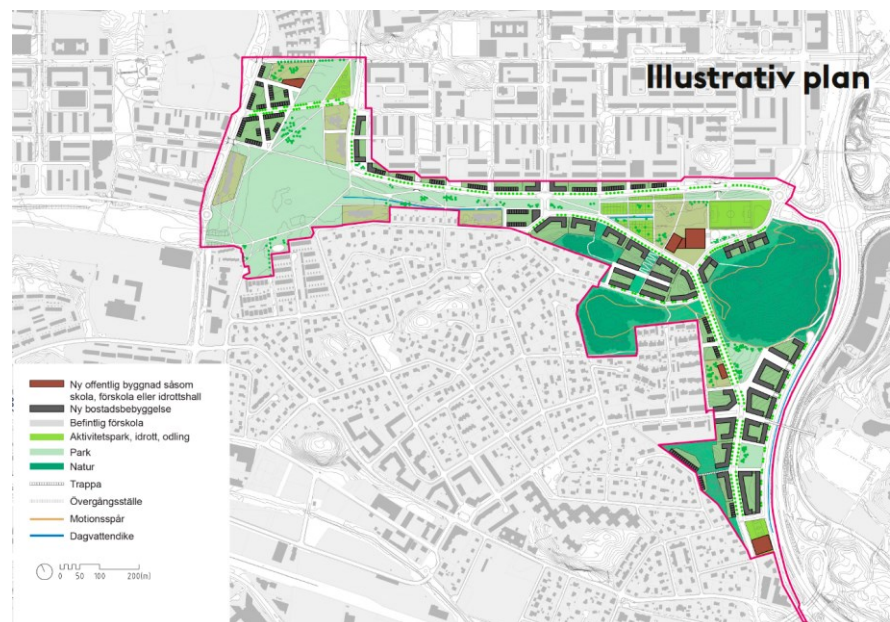 Illustrativ plan
Ny offentlig byggnad såsom
skola, förskola eller idrottshall
Ny bostadsbebyggelse
Befintlig förskola
Aktivitetspark, idrott, odling
Park
Natur
Trappa
Övergångsställe
Motionsspår
Dagvattendike
0 50 100 200(m)